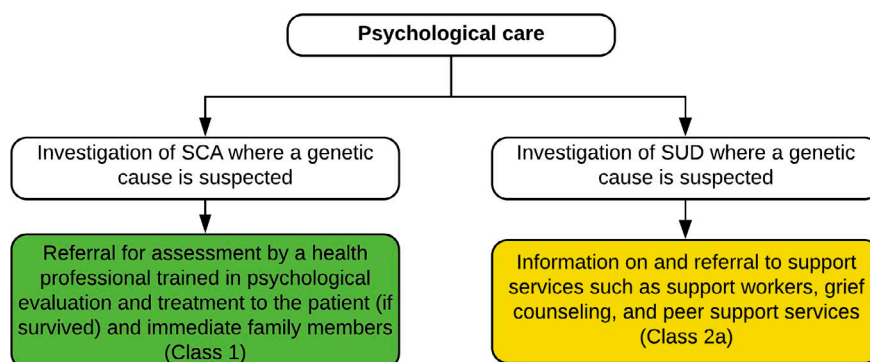 Psychological care
Investigation of SCA where a genetic
cause is suspected
Investigation of SUD where a genetic
cause is suspected
Referral for assessment by a health
professional trained in psychological
evaluation and treatment to the patient (if
survived) and immediate family members
(Class 1)
Information on and referral to support
services such as support workers, grief
counseling, and peer support services
(Class 2a)